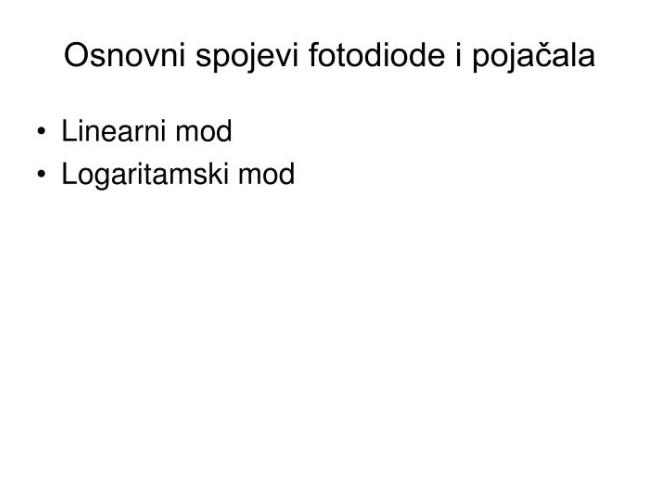 Osnovni spojevi fotodiode i pojačala
• Linearni mod
• Logaritamski mod